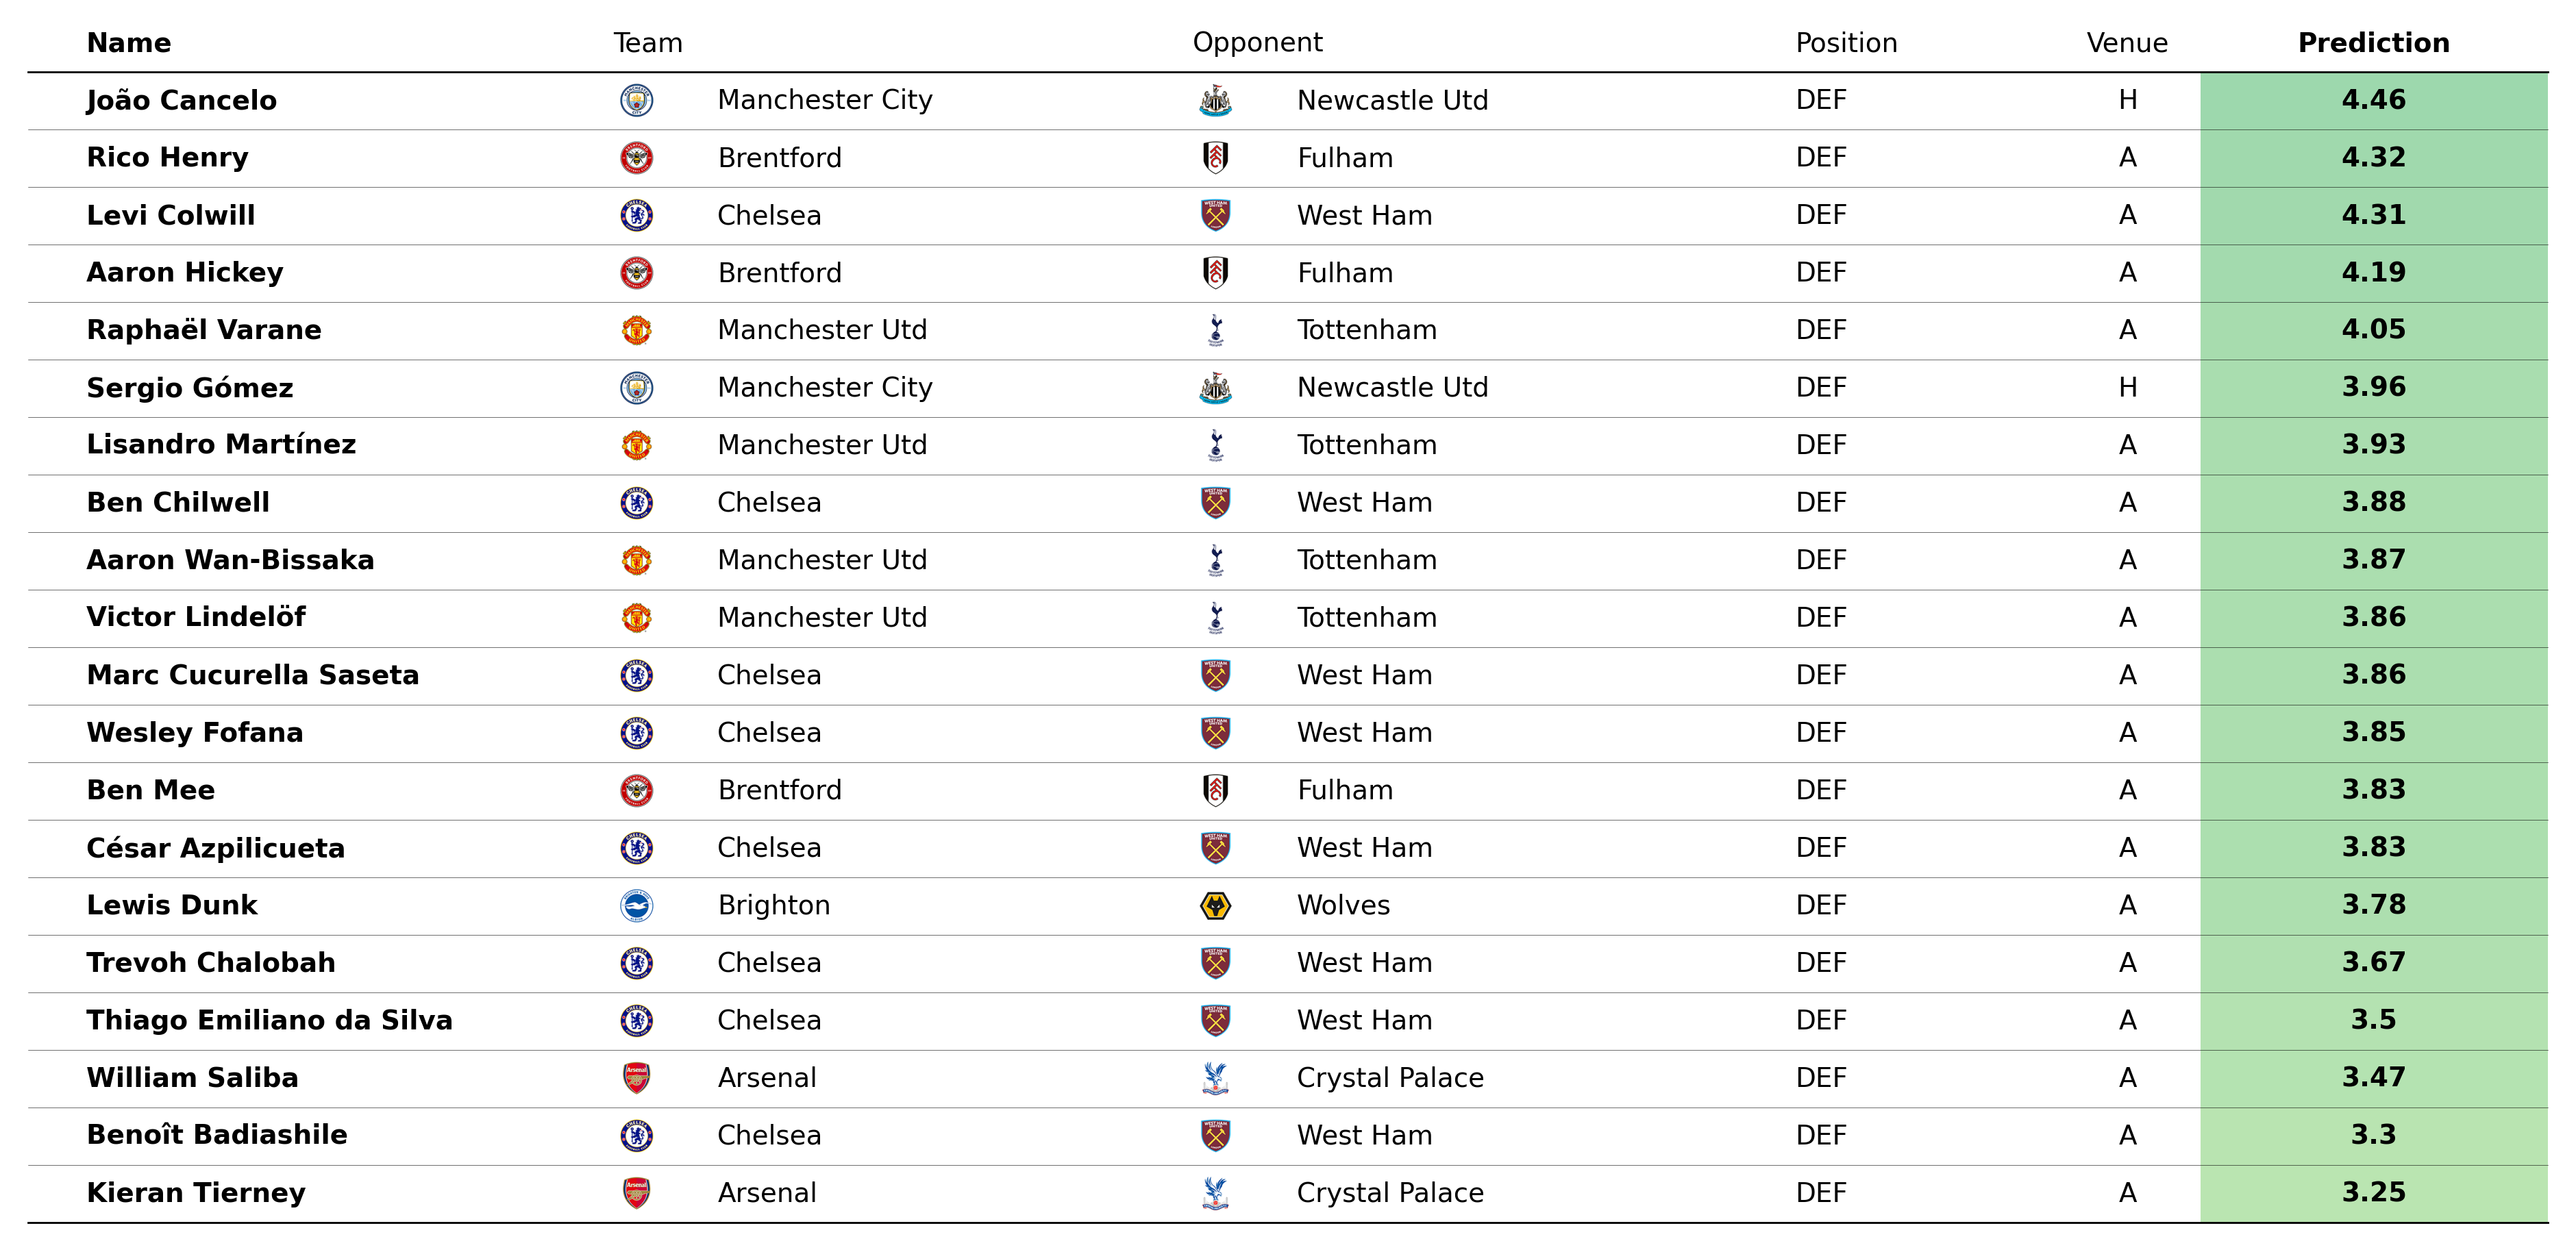 Name Team Opponent Position Venue Prediction
João Cancelo Manchester City Newcastle Utd DEF H 4.46
Rico Henry Brentford Fulham DEF A 4.32
Levi Colwill Chelsea West Ham DEF A 4.31
Aaron Hickey Brentford Fulham DEF A 4.19
Raphaël Varane Manchester Utd Tottenham DEF A 4.05
Sergio Gómez Manchester City Newcastle Utd DEF H 3.96
Lisandro Martínez Manchester Utd Tottenham DEF A 3.93
Ben Chilwell Chelsea West Ham DEF A 3.88
Aaron Wan-Bissaka Manchester Utd Tottenham DEF A 3.87
Victor Lindelöf Manchester Utd Tottenham DEF A 3.86
Marc Cucurella Saseta Chelsea West Ham DEF A 3.86
Wesley Fofana Chelsea West Ham DEF A 3.85
Ben Mee Brentford Fulham DEF A 3.83
César Azpilicueta Chelsea West Ham DEF A 3.83
Lewis Dunk Brighton Wolves DEF A 3.78
Trevoh Chalobah Chelsea West Ham DEF A 3.67
Thiago Emiliano da Silva Chelsea West Ham DEF A 3.5
William Saliba Arsenal Crystal Palace DEF A 3.47
Benoît Badiashile Chelsea West Ham DEF A 3.3
Kieran Tierney Arsenal Crystal Palace DEF A 3.25